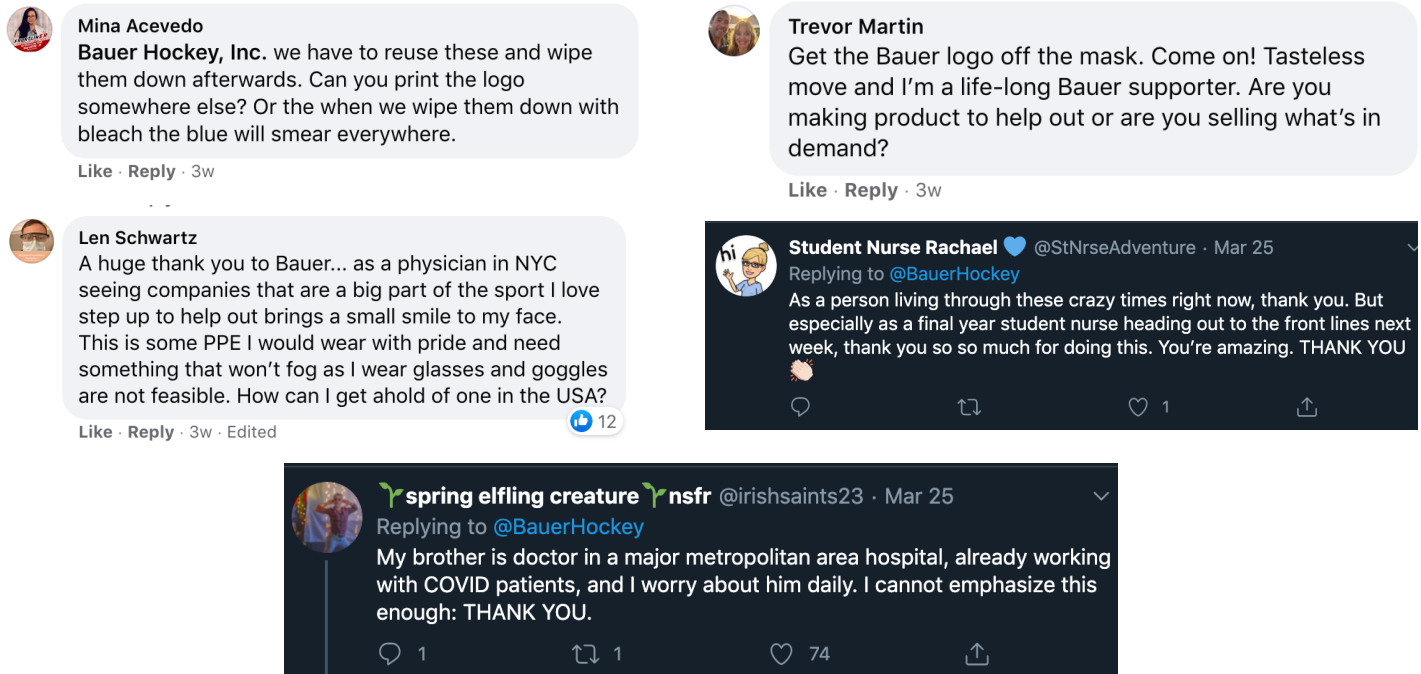 Mina Acevedo
Bauer Hockey, Inc. we have to reuse these and wipe
them down afterwards. Can you print the logo
somewhere else? Or the when we wipe them down with
bleach the blue will smear everywhere.
Like · Reply · 3w
Trevor Martin
Get the Bauer logo off the mask. Come on! Tasteless
move and I'm a life-long Bauer supporter. Are you
making product to help out or are you selling what's in
demand?
Like · Reply · 3w
Len Schwartz
A huge thank you to Bauer... as a physician in NYC
seeing companies that are a big part of the sport I love
step up to help out brings a small smile to my face.
This is some PPE I would wear with pride and need
something that won't fog as I wear glasses and goggles
are not feasible. How can I get ahold of one in the USA?
12
Like · Reply · 3w · Edited
hi
Student Nurse Rachael 💙 @StNrseAdventure · Mar 25
Replying to @BauerHockey
As a person living through these crazy times right now, thank you. But
especially as a final year student nurse heading out to the front lines next
week, thank you so so much for doing this. You're amazing. THANK YOU
👏🏻
1
🌱spring elfling creature🌱nsfr @irishsaints23 · Mar 25
Replying to @BauerHockey
My brother is doctor in a major metropolitan area hospital, already working
with COVID patients, and I worry about him daily. I cannot emphasize this
enough: THANK YOU.
1 1 74